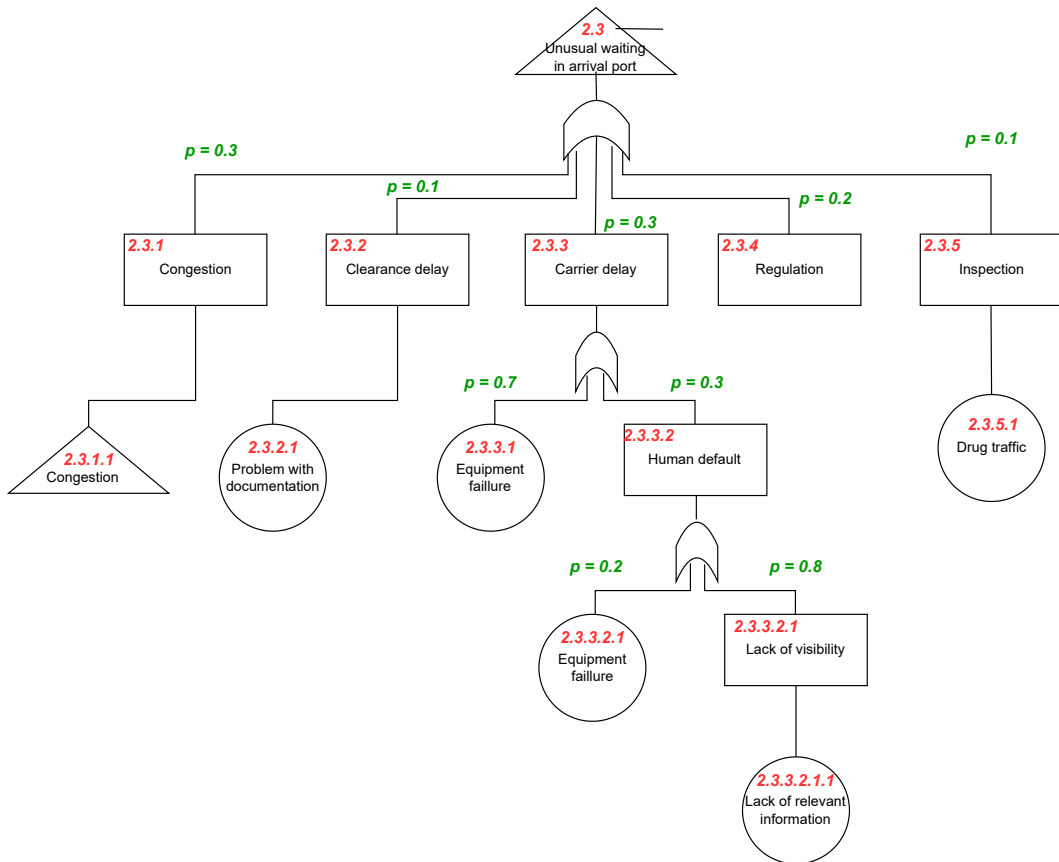 2.3
Unusual waiting
in arrival port
p = 0.3
p = 0.1
p = 0.3
p = 0.2
p = 0.1
2.3.1
Congestion
2.3.2
Clearance delay
2.3.3
Carrier delay
2.3.4
Regulation
2.3.5
Inspection
p = 0.7
p = 0.3
2.3.1.1
Congestion
2.3.2.1
Problem with
documentation
2.3.3.1
Equipment
faillure
2.3.3.2
Human default
2.3.5.1
Drug traffic
p = 0.2
p = 0.8
2.3.3.2.1
Equipment
faillure
2.3.3.2.1
Lack of visibility
2.3.3.2.1.1
Lack of relevant
information